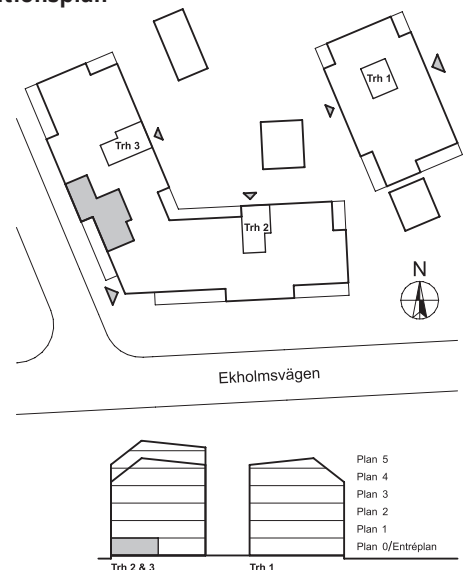 Trh 1
Trh 3
Trh 2
N
Ekholmsvägen
Plan 5
Plan 4
Plan 3
Plan 2
Plan 1
Plan 0/Entréplan
Trh 2 & 3
Trh 1